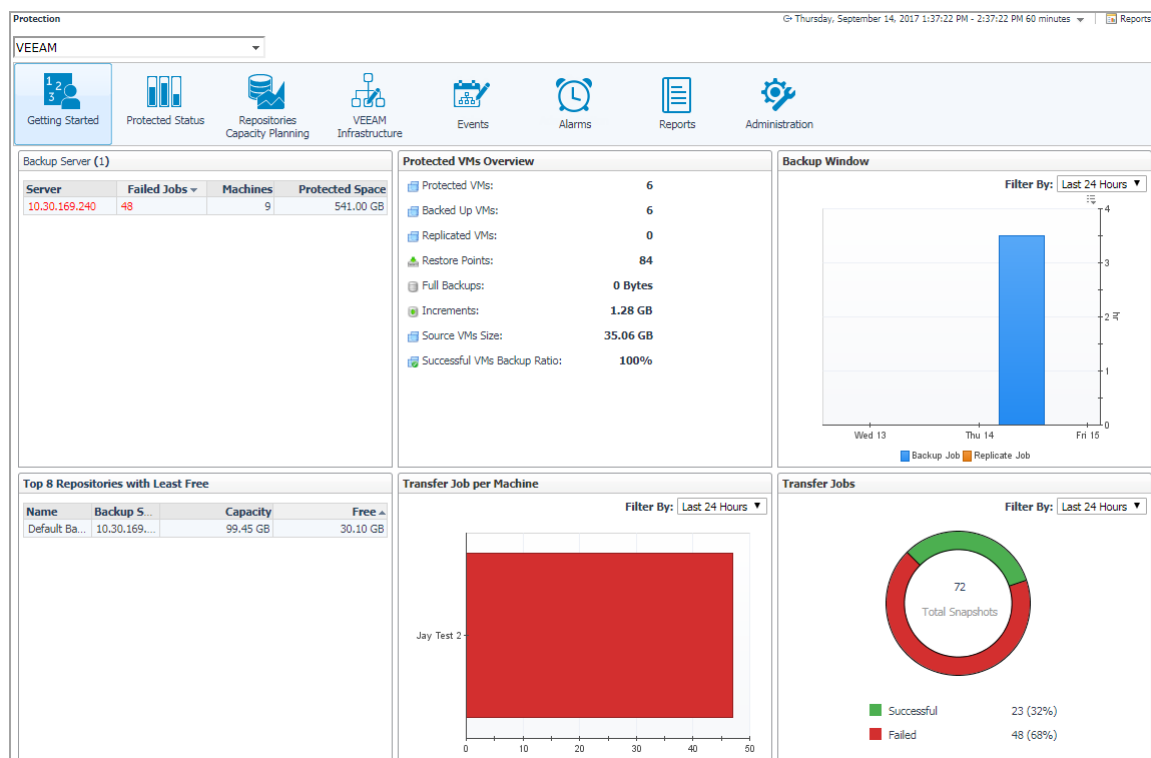 Protection
Thursday, September 14, 2017 1:37:22 PM - 2:37:22 PM 60 minutes
Reports
VEEAM
1 2 3
Getting Started
Protected Status
Repositories
Capacity Planning
VEEAM
Infrastructure
Events
Alarms
Reports
Administration
Backup Server (1)
Server Failed Jobs Machines Protected Space
10.30.169.240 48 9 541.00 GB
Protected VMs Overview
Protected VMs: 6
Backed Up VMs: 6
Replicated VMs: 0
Restore Points: 84
Full Backups: 0 Bytes
Increments: 1.28 GB
Source VMs Size: 35.06 GB
Successful VMs Backup Ratio: 100%
Backup Window
Filter By: Last 24 Hours
4
3
2
1
0
Wed 13 Thu 14 Fri 15
Backup Job Replicate Job
Top 8 Repositories with Least Free
Name Backup S... Capacity Free
Default Ba... 10.30.169.... 99.45 GB 30.10 GB
Transfer Job per Machine
Filter By: Last 24 Hours
Jay Test 2
0 10 20 30 40 50
Transfer Jobs
Filter By: Last 24 Hours
72
Total Snapshots
Successful 23 (32%)
Failed 48 (68%)